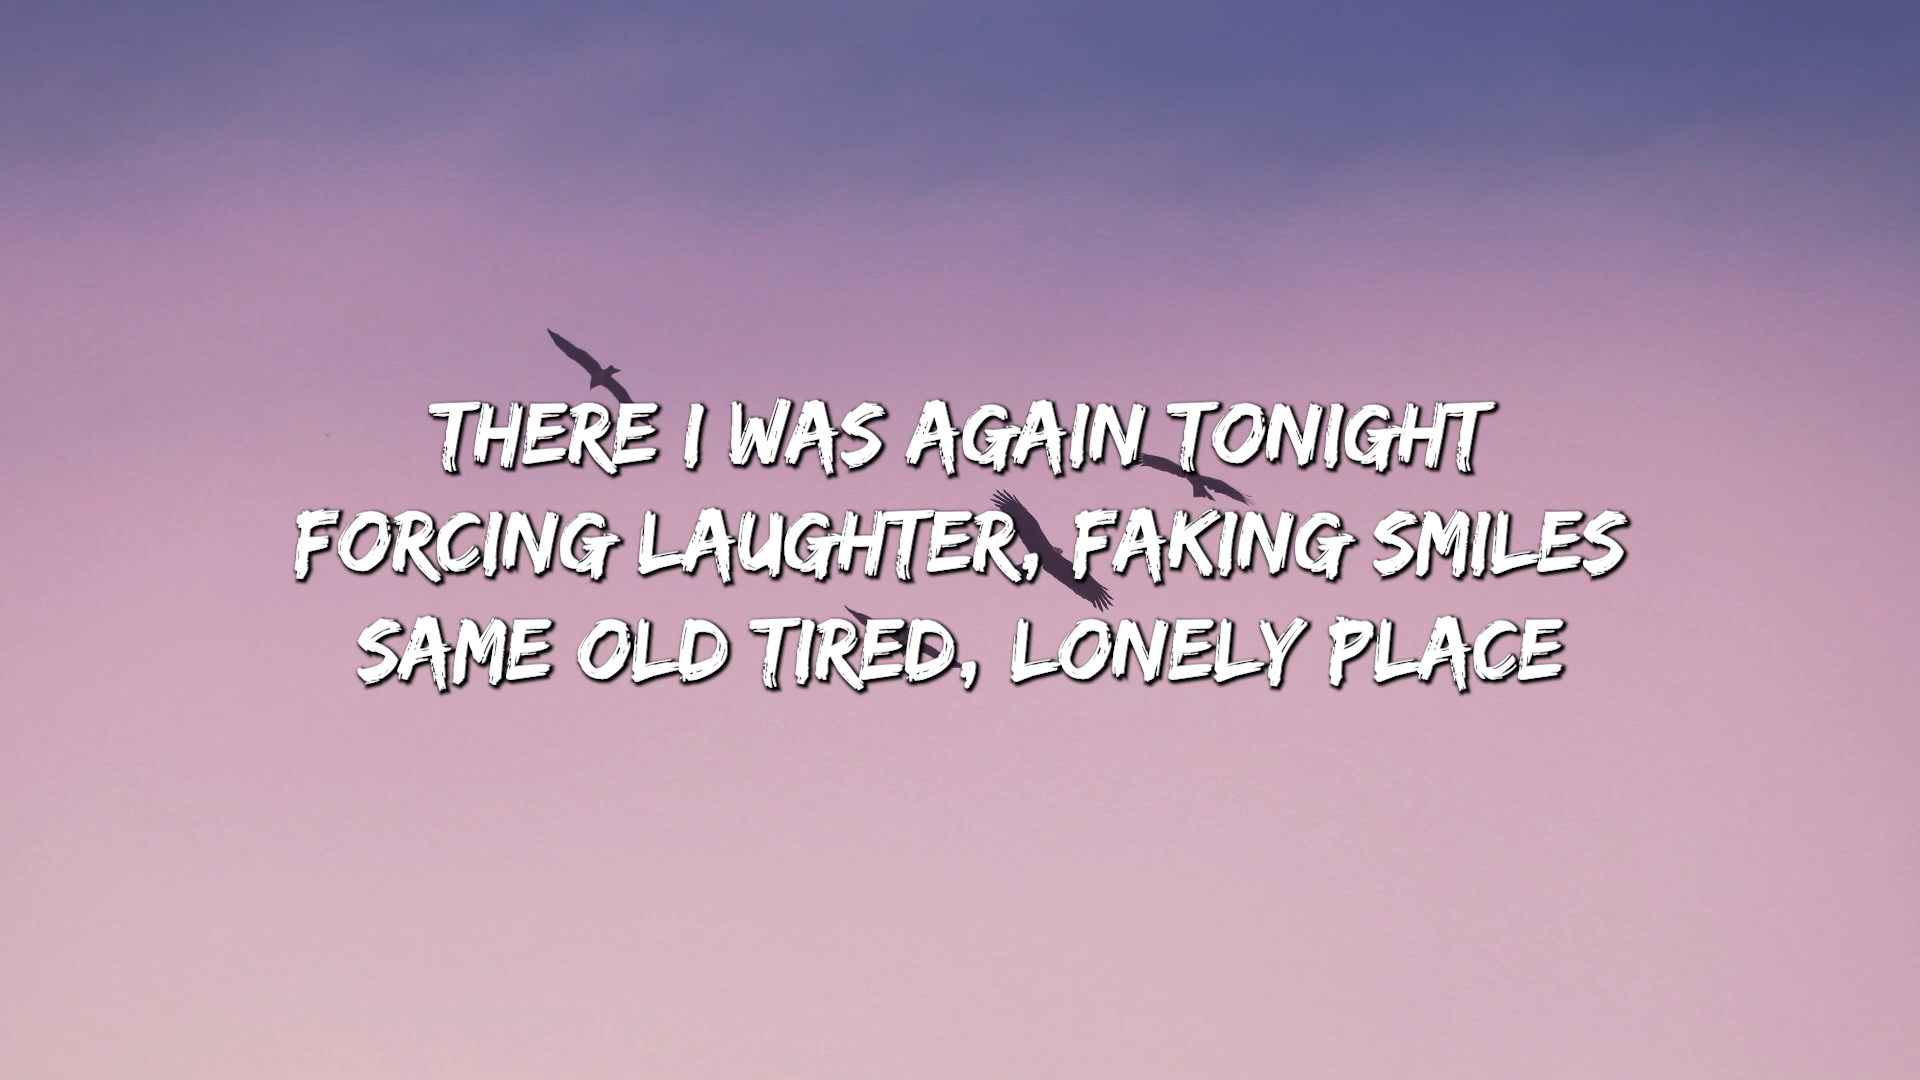 THERE I WAS AGAIN TONIGHT
FORCING LAUGHTER, FAKING SMILES
SAME OLD TIRED, LONELY PLACE